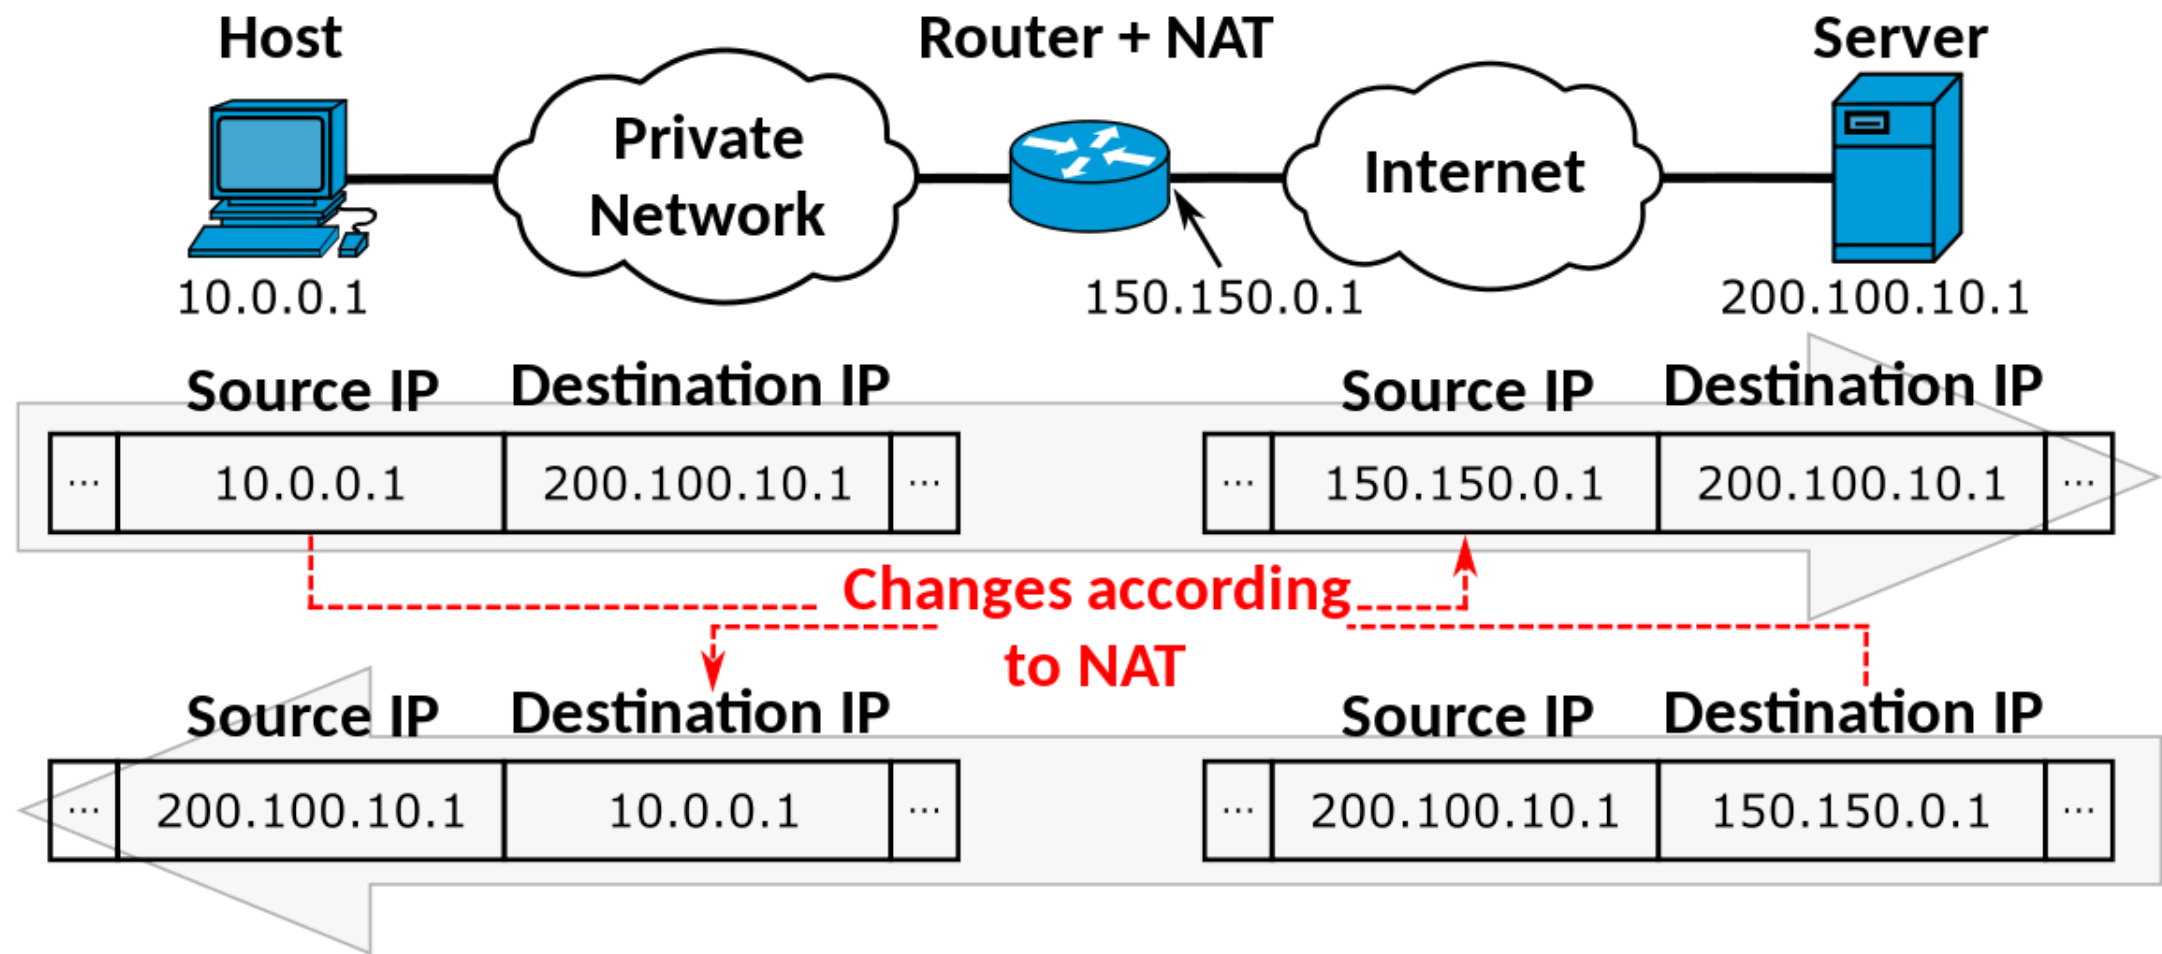 Host
Router + NAT
Server
Private
Network
Internet
10.0.0.1
150.150.0.1
200.100.10.1
Source IP Destination IP
Source IP Destination IP
... 10.0.0.1 200.100.10.1 ...
... 150.150.0.1 200.100.10.1 ...
Changes according
to NAT
Source IP Destination IP
Source IP Destination IP
... 200.100.10.1 10.0.0.1 ...
... 200.100.10.1 150.150.0.1 ...